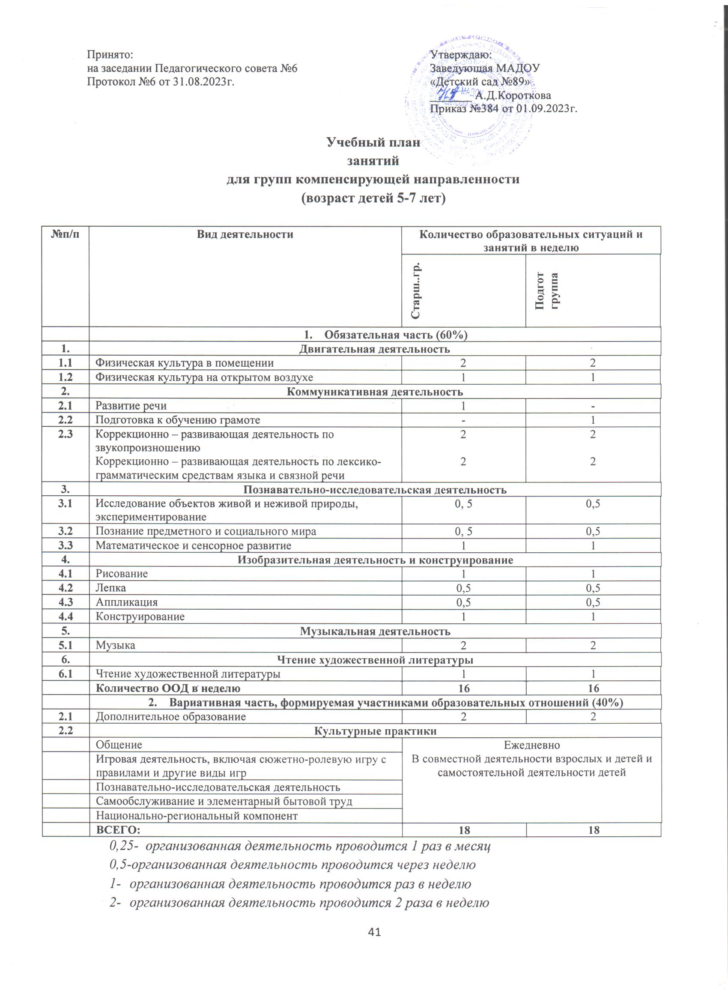 Принято:
на заседании Педагогического совета №6
Протокол №6 от 31.08.2023г.
Утверждаю:
Заведующая МАДОУ
«Детский сад №89»
А.Д.Короткова
Приказ №384 от 01.09.2023г.
МАДОУ
Учебный план
занятий
для групп компенсирующей направленности
(возраст детей 5-7 лет)
№п/п Вид деятельности Количество образовательных ситуаций и
занятий в неделю
Старш..гр. Подгот
группа
1. Обязательная часть (60%)
1. Двигательная деятельность
1.1 Физическая культура в помещении 2 2
1.2 Физическая культура на открытом воздухе 1 1
2. Коммуникативная деятельность
2.1 Развитие речи 1 -
2.2 Подготовка к обучению грамоте - 1
2.3 Коррекционно – развивающая деятельность по 2 2
звукопроизношению
Коррекционно – развивающая деятельность по лексико- 2 2
грамматическим средствам языка и связной речи
3. Познавательно-исследовательская деятельность
3.1 Исследование объектов живой и неживой природы, 0, 5 0,5
экспериментирование
3.2 Познание предметного и социального мира 0, 5 0,5
3.3 Математическое и сенсорное развитие 1 1
4. Изобразительная деятельность и конструирование
4.1 Рисование 1 1
4.2 Лепка 0,5 0,5
4.3 Аппликация 0,5 0,5
4.4 Конструирование 1 1
5. Музыкальная деятельность
5.1 Музыка 2 2
6. Чтение художественной литературы
6.1 Чтение художественной литературы 1 1
Количество ООД в неделю 16 16
2. Вариативная часть, формируемая участниками образовательных отношений (40%)
2.1 Дополнительное образование 2 2
2.2 Культурные практики
Общение Ежедневно
Игровая деятельность, включая сюжетно-ролевую игру с В совместной деятельности взрослых и детей и
правилами и другие виды игр самостоятельной деятельности детей
Познавательно-исследовательская деятельность
Самообслуживание и элементарный бытовой труд
Национально-региональный компонент
ВСЕГО: 18 18
0,25- организованная деятельность проводится 1 раз в месяц
0,5-организованная деятельность проводится через неделю
1- организованная деятельность проводится раз в неделю
2- организованная деятельность проводится 2 раза в неделю
41